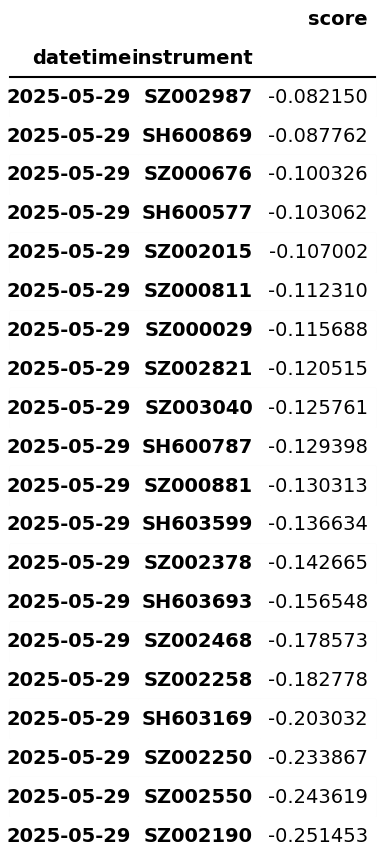 score
datetime instrument
2025-05-29 SZ002987 -0.082150
2025-05-29 SH600869 -0.087762
2025-05-29 SZ000676 -0.100326
2025-05-29 SH600577 -0.103062
2025-05-29 SZ002015 -0.107002
2025-05-29 SZ000811 -0.112310
2025-05-29 SZ000029 -0.115688
2025-05-29 SZ002821 -0.120515
2025-05-29 SZ003040 -0.125761
2025-05-29 SH600787 -0.129398
2025-05-29 SZ000881 -0.130313
2025-05-29 SH603599 -0.136634
2025-05-29 SZ002378 -0.142665
2025-05-29 SH603693 -0.156548
2025-05-29 SZ002468 -0.178573
2025-05-29 SZ002258 -0.182778
2025-05-29 SH603169 -0.203032
2025-05-29 SZ002250 -0.233867
2025-05-29 SZ002550 -0.243619
2025-05-29 SZ002190 -0.251453